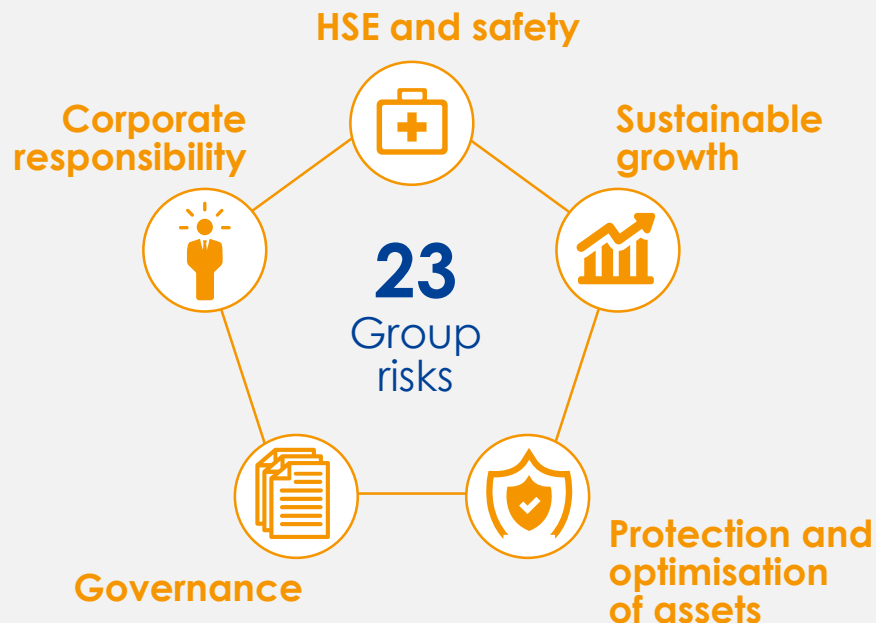 HSE and safety
Corporate
responsibility
Sustainable
growth
23
Group
risks
Governance
Protection and
optimisation
of assets